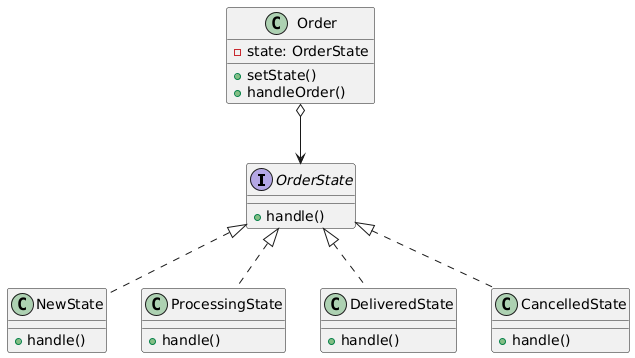 C Order
state: OrderState
setState()
handleOrder()
I OrderState
handle()
C NewState
handle()
C ProcessingState
handle()
C DeliveredState
handle()
C CancelledState
handle()